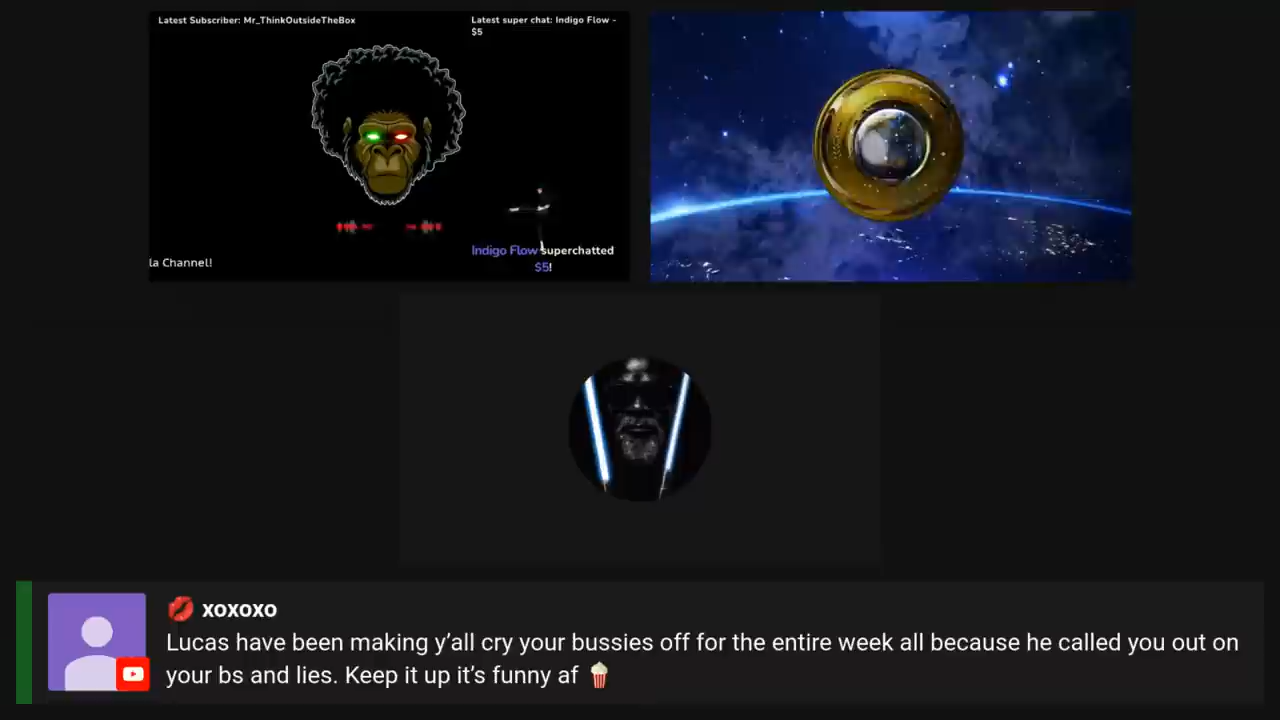 Latest Subscriber: Mr_ThinkOutsideTheBox
Latest super chat: Indigo Flow -
$5
Indigo Flow superchatted
$5!
la Channel!
💋 xoxoxo
Lucas have been making y’all cry your bussies off for the entire week all because he called you out on
your bs and lies. Keep it up it’s funny af 🍿